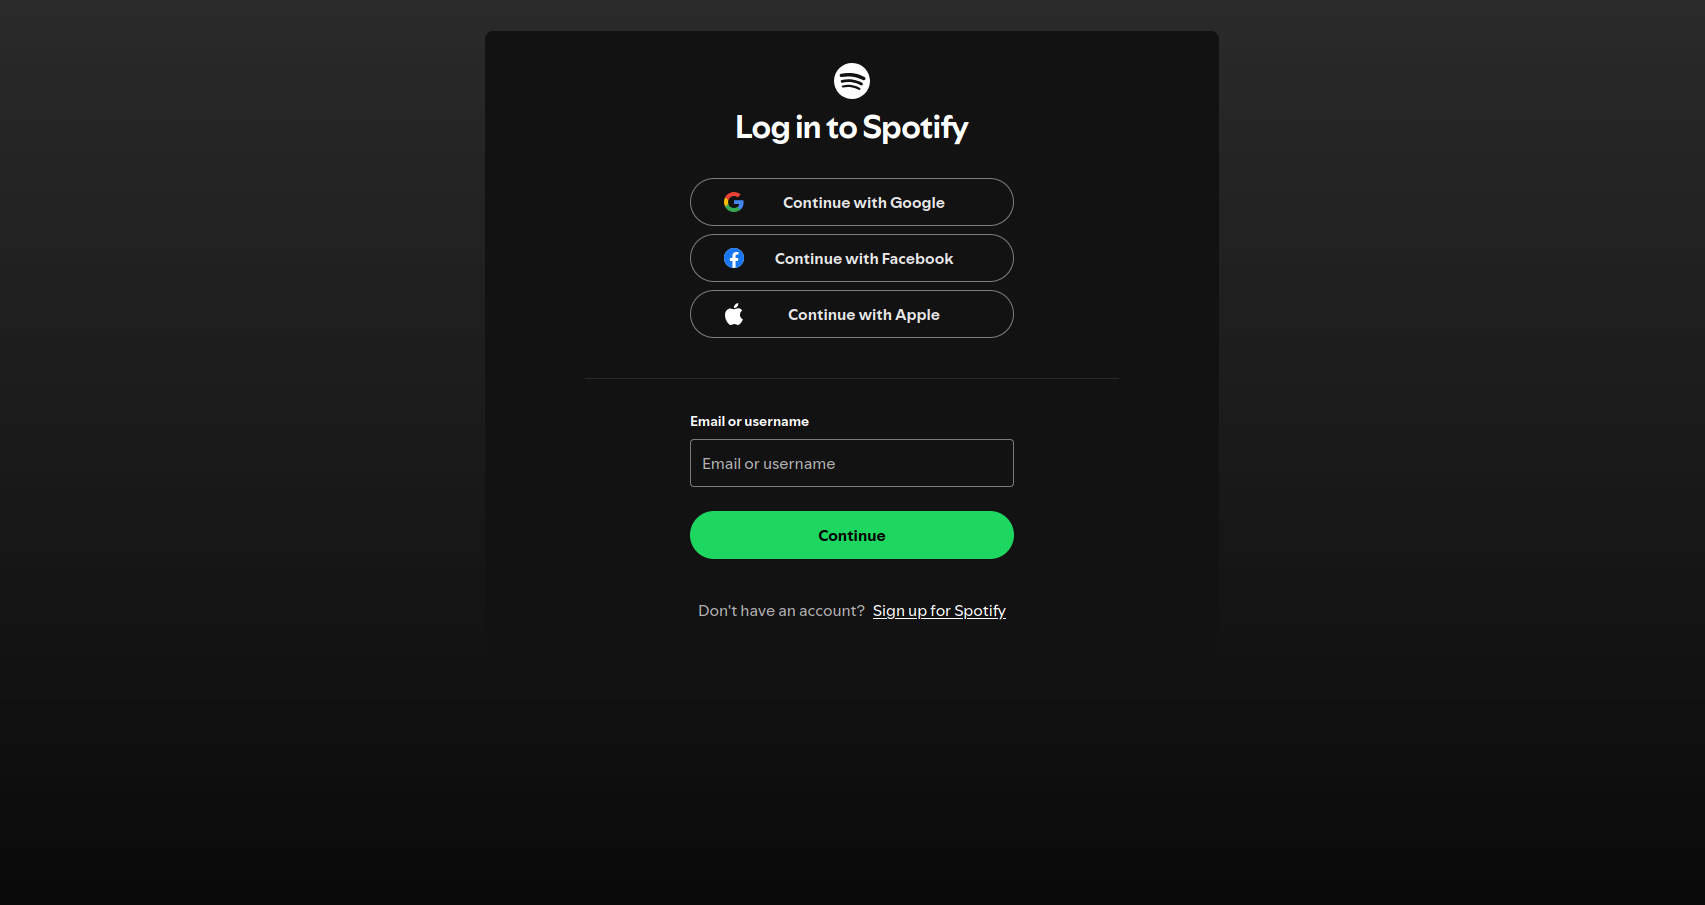 Log in to Spotify
Continue with Google
Continue with Facebook
Continue with Apple
Email or username
Email or username
Continue
Don't have an account? Sign up for Spotify